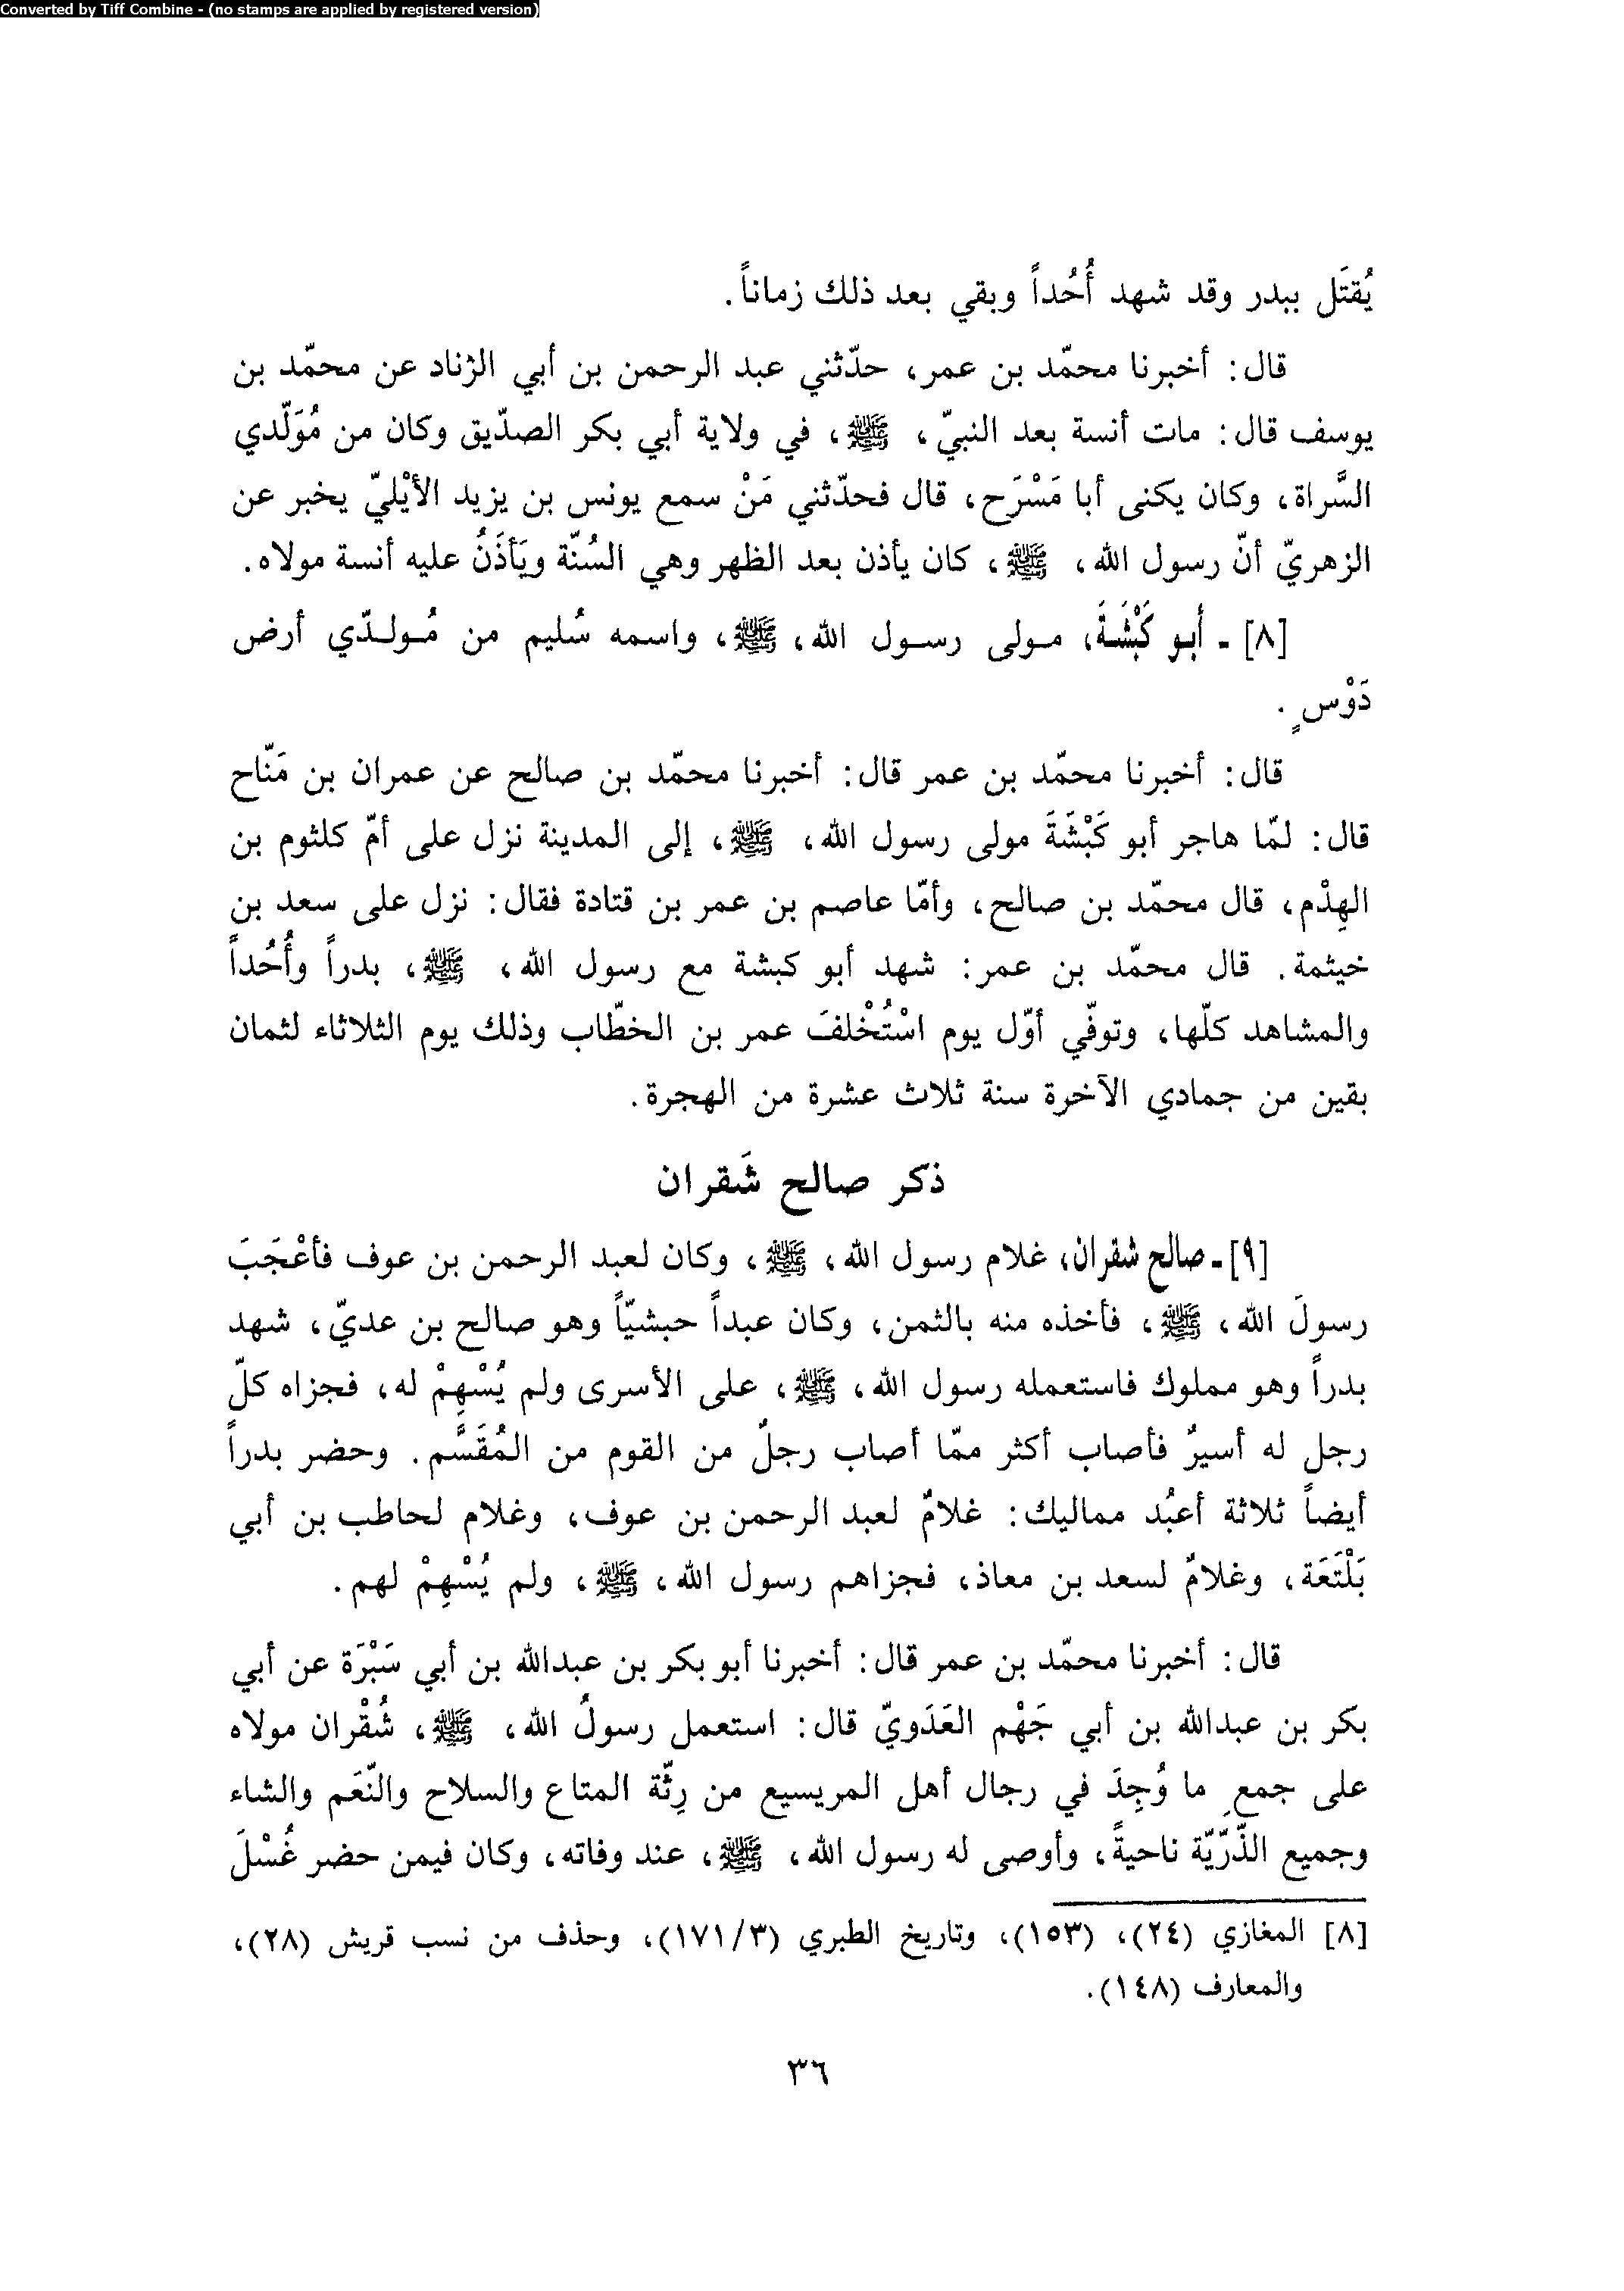 Converted by Tiff Combine - (no stamps are applied by registered version)
يُقتَل ببدر وقد شهد أُحُداً وبقي بعد ذلك زماناً.
قال: أخبرنا محمّد بن عمر، حدّثني عبد الرحمن بن أبي الزناد عن محمّد بن
يوسف قال: مات أنسة بعد النبيّ، ﷺ، في ولاية أبي بكر الصدّيق وكان من مُوَلّدي
السَّراة، وكان يكنى أبا مَسْرَح، قال فحدّثني مَنْ سمع يونس بن يزيد الأيْليّ يخبر عن
الزهريّ أنّ رسول الله، ﷺ، كان يأذن بعد الظهر وهي السُنّة ويَأذَنُ عليه أنسة مولاه.
[٨] - أبو كَبْشَةَ، مولى رسول الله، ﷺ، واسمه سُليم من مُولدّي أرض
دَوْسٍ.
قال: أخبرنا محمّد بن عمر قال: أخبرنا محمّد بن صالح عن عمران بن مَنّاح
قال: لمّا هاجر أبو كَبْشَةَ مولى رسول الله، ﷺ، إلى المدينة نزل على أمّ كلثوم بن
الهِدْم، قال محمّد بن صالح، وأمّا عاصم بن عمر بن قتادة فقال: نزل على سعد بن
خيثمة. قال محمّد بن عمر: شهد أبو كبشة مع رسول الله، ﷺ، بدراً وأُحُداً
والمشاهد كلّها، وتوفّي أوّل يوم اسْتُخْلفَ عمر بن الخطّاب وذلك يوم الثلاثاء لثمان
بقين من جمادي الآخرة سنة ثلاث عشرة من الهجرة.
ذكر صالح شَقران
[٩] - صالح شقران، غلام رسول الله، ﷺ، وكان لعبد الرحمن بن عوف فأعْجَبَ
رسولَ الله، ﷺ، فأخذه منه بالثمن، وكان عبداً حبشيّاً وهو صالح بن عديّ، شهد
بدراً وهو مملوك فاستعمله رسول الله، ﷺ، على الأسرى ولم يُسْهِمْ له، فجزاه كلّ
رجل له أسيرٌ فأصاب أكثر ممّا أصاب رجلٌ من القوم من المُقَسَّم. وحضر بدراً
أيضاً ثلاثة أعبُد مماليك: غلامٌ لعبد الرحمن بن عوف، وغلام لحاطب بن أبي
بَلْتَعَة، وغلامٌ لسعد بن معاذ، فجزاهم رسول الله، ﷺ، ولم يُسْهِمْ لهم.
قال: أخبرنا محمّد بن عمر قال: أخبرنا أبو بكر بن عبدالله بن أبي سَبْرَة عن أبي
بكر بن عبدالله بن أبي جَهْم العَدَويّ قال: استعمل رسولُ الله، ﷺ، شُقْران مولاه
على جمعِ ما وُجِدَ في رجال أهل المريسيع من رِثّة المتاع والسلاح والنّعَم والشاء
وجميع الذّرّيّة ناحيةً، وأوصى له رسول الله، ﷺ، عند وفاته، وكان فيمن حضر غُسْلَ
[٨] المغازي (٢٤)، (١٥٣)، وتاريخ الطبري (٣/١٧١)، وحذف من نسب قريش (٢٨)،
والمعارف (١٤٨).
٣٦